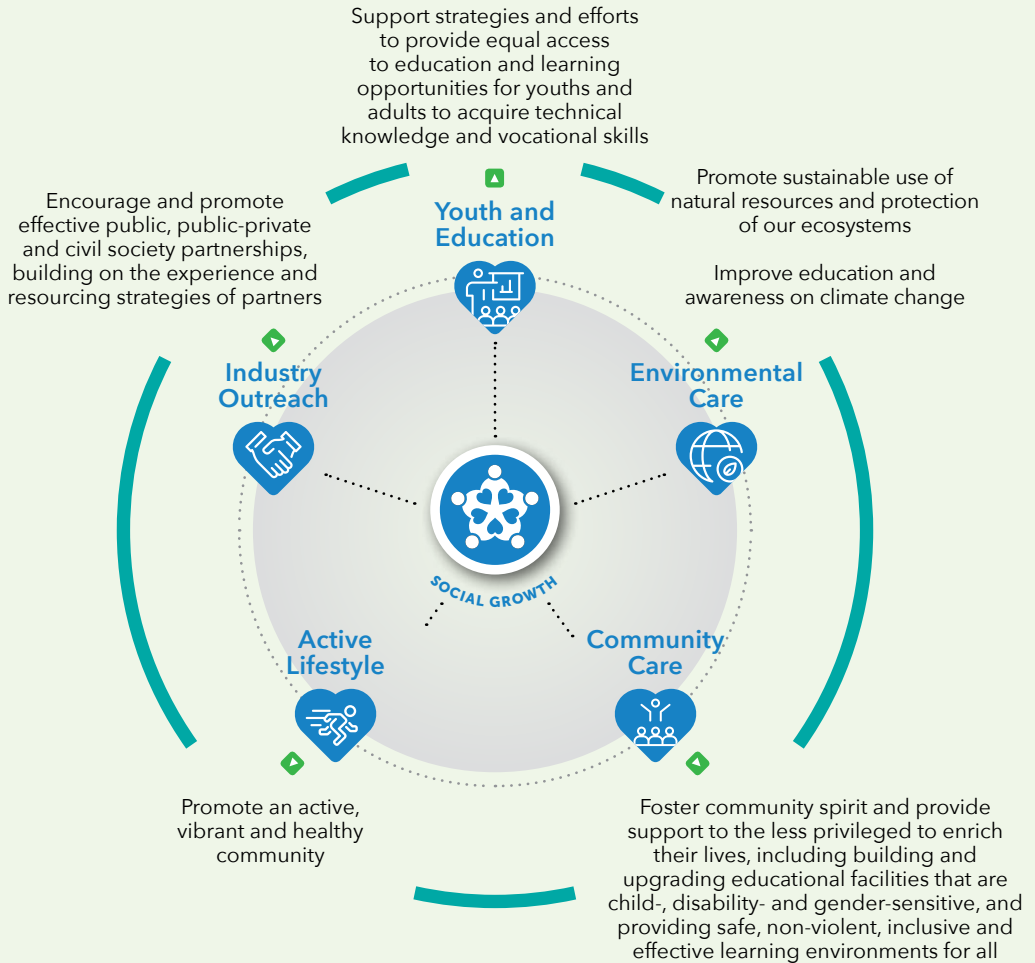 Support strategies and efforts
to provide equal access
to education and learning
opportunities for youths and
adults to acquire technical
knowledge and vocational skills
Youth and
Education
Encourage and promote
effective public, public-private
and civil society partnerships,
building on the experience and
resourcing strategies of partners
Industry
Outreach
Promote sustainable use of
natural resources and protection
of our ecosystems
Improve education and
awareness on climate change
Environmental
Care
SOCIAL GROWTH
Active
Lifestyle
Promote an active,
vibrant and healthy
community
Community
Care
Foster community spirit and provide
support to the less privileged to enrich
their lives, including building and
upgrading educational facilities that are
child-, disability- and gender-sensitive, and
providing safe, non-violent, inclusive and
effective learning environments for all